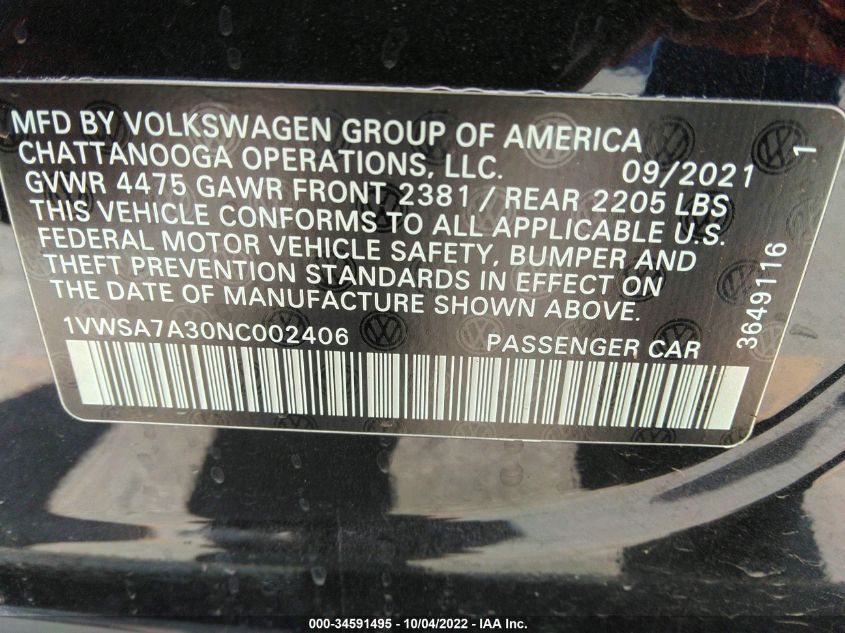 MFD BY VOLKSWAGEN GROUP OF AMERICA
CHATTANOOGA OPERATIONS, LLC. 09/2021
GVWR 4475 GAWR FRONT 2381 / REAR 2205 LBS
THIS VEHICLE CONFORMS TO ALL APPLICABLE U.S.
FEDERAL MOTOR VEHICLE SAFETY, BUMPER AND
THEFT PREVENTION STANDARDS IN EFFECT ON
THE DATE OF MANUFACTURE SHOWN ABOVE.
1VWSA7A30NC002406 PASSENGER CAR
3649116
1
000-34591495 - 10/04/2022 - IAA Inc.